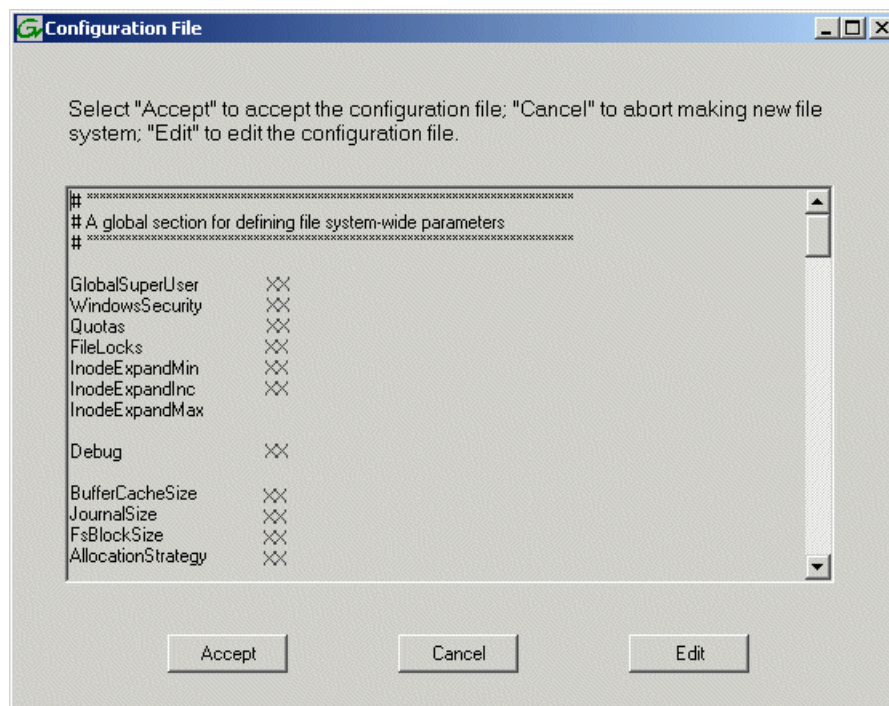 Configuration File
Select "Accept" to accept the configuration file; "Cancel" to abort making new file
system; "Edit" to edit the configuration file.
# ******************************************************************************
# A global section for defining file system-wide parameters
# ******************************************************************************
GlobalSuperUser XX
WindowsSecurity XX
Quotas XX
FileLocks XX
InodeExpandMin XX
InodeExpandInc XX
InodeExpandMax
Debug XX
BufferCacheSize XX
JournalSize XX
FsBlockSize XX
AllocationStrategy XX
Accept Cancel Edit